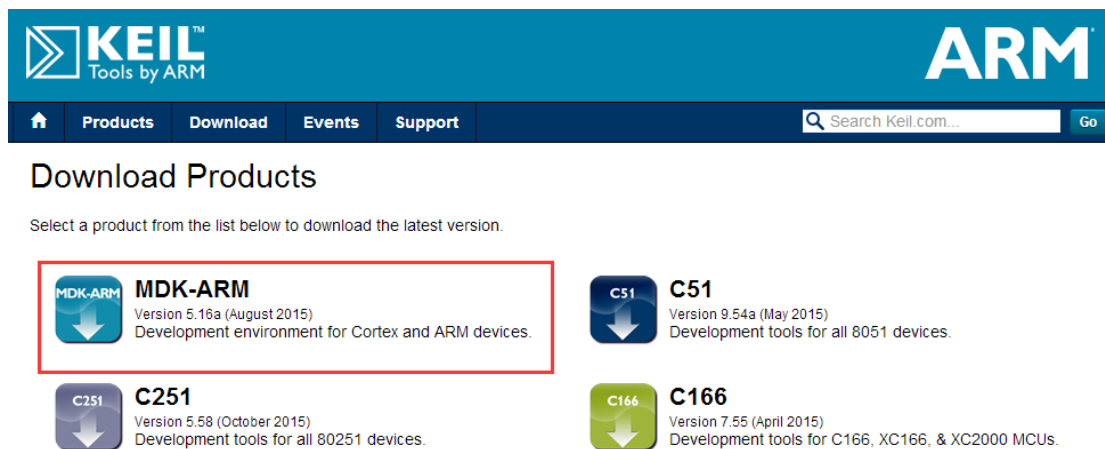 KEIL™
Tools by ARM
ARM
Products Download Events Support
Search Keil.com...
Go
Download Products
Select a product from the list below to download the latest version.
MDK-ARM
MDK-ARM
Version 5.16a (August 2015)
Development environment for Cortex and ARM devices.
C51
C51
Version 9.54a (May 2015)
Development tools for all 8051 devices.
C251
C251
Version 5.58 (October 2015)
Development tools for all 80251 devices.
C166
C166
Version 7.55 (April 2015)
Development tools for C166, XC166, & XC2000 MCUs.